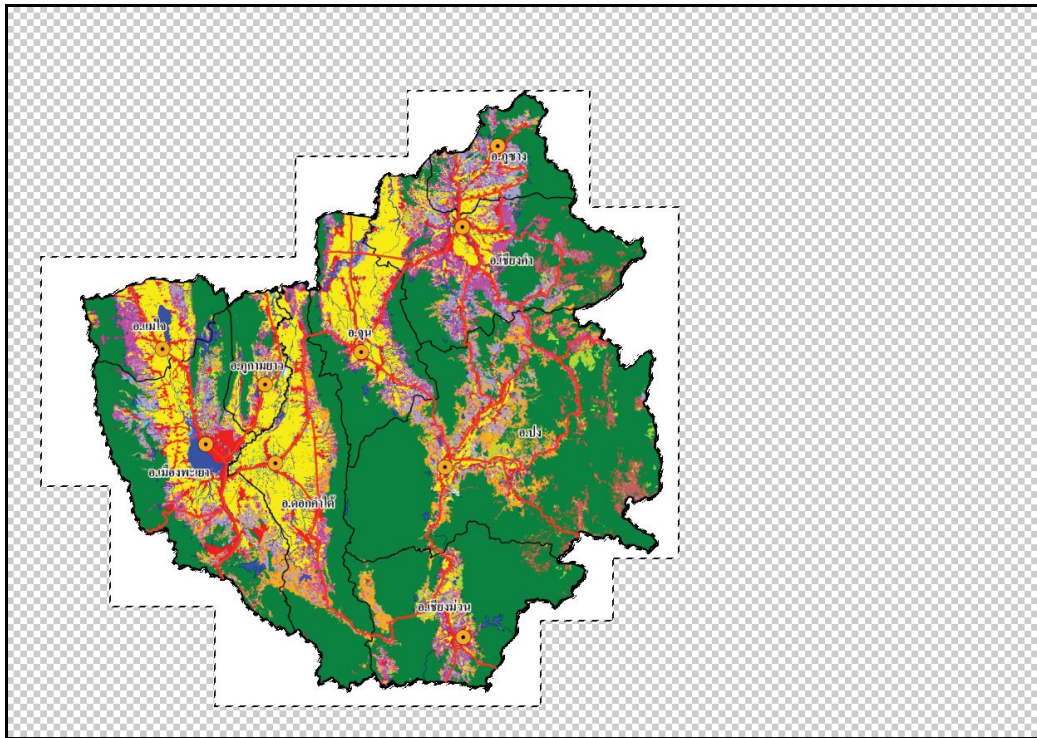 อ.ภูซาง
อ.เชียงคำ
อ.แม่ใจ
อ.จุน
อ.ภูกามยาว
อ.ปง
อ.เมืองพะเยา
อ.ดอกคำใต้
อ.เชียงม่วน